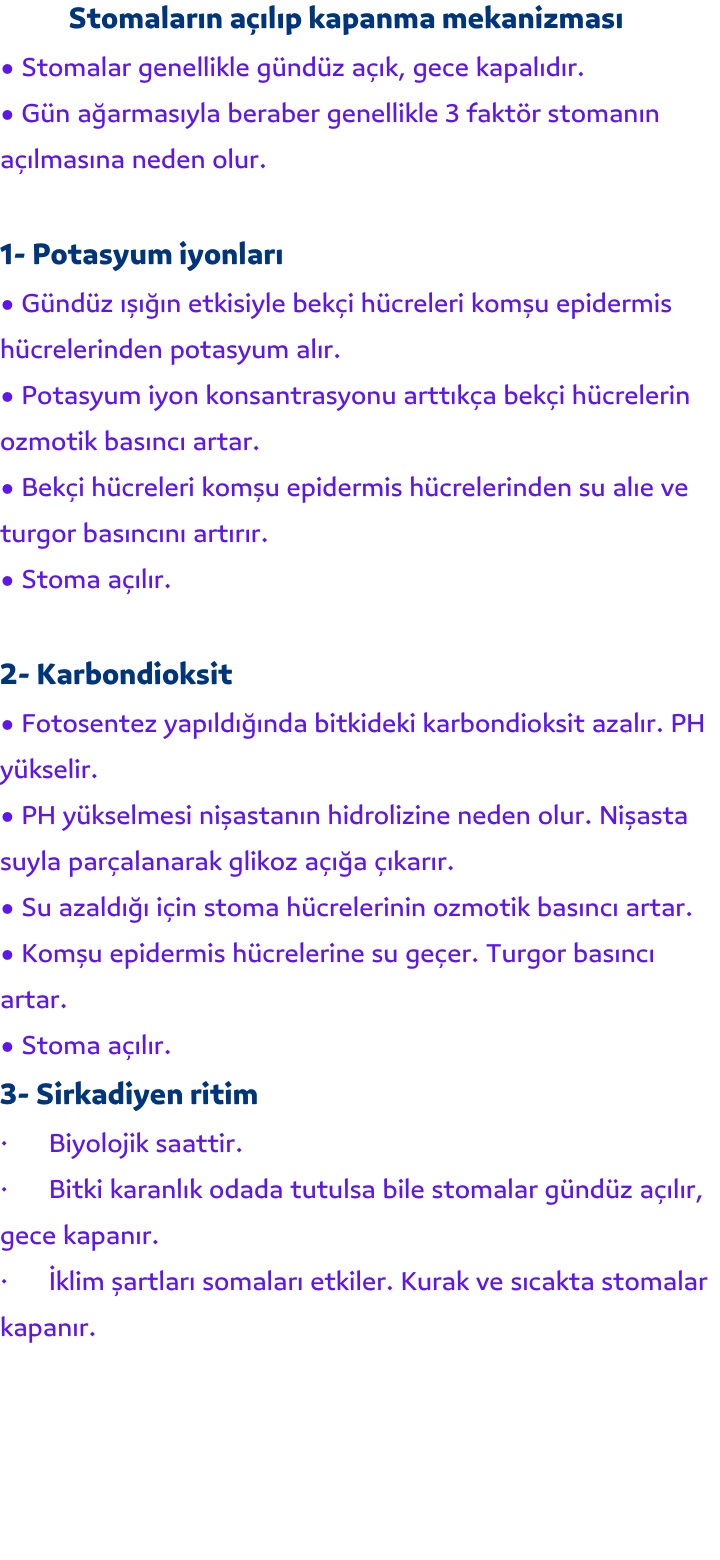 Stomaların açılıp kapanma mekanizması
● Stomalar genellikle gündüz açık, gece kapalıdır.
● Gün ağarmasıyla beraber genellikle 3 faktör stomanın
açılmasına neden olur.
1- Potasyum iyonları
● Gündüz ışığın etkisiyle bekçi hücreleri komşu epidermis
hücrelerinden potasyum alır.
● Potasyum iyon konsantrasyonu arttıkça bekçi hücrelerin
ozmotik basıncı artar.
● Bekçi hücreleri komşu epidermis hücrelerinden su alıe ve
turgor basıncını artırır.
● Stoma açılır.
2- Karbondioksit
● Fotosentez yapıldığında bitkideki karbondioksit azalır. PH
yükselir.
● PH yükselmesi nişastanın hidrolizine neden olur. Nişasta
suyla parçalanarak glikoz açığa çıkarır.
● Su azaldığı için stoma hücrelerinin ozmotik basıncı artar.
● Komşu epidermis hücrelerine su geçer. Turgor basıncı
artar.
● Stoma açılır.
3- Sirkadiyen ritim
· Biyolojik saattir.
· Bitki karanlık odada tutulsa bile stomalar gündüz açılır,
gece kapanır.
· İklim şartları somaları etkiler. Kurak ve sıcakta stomalar
kapanır.